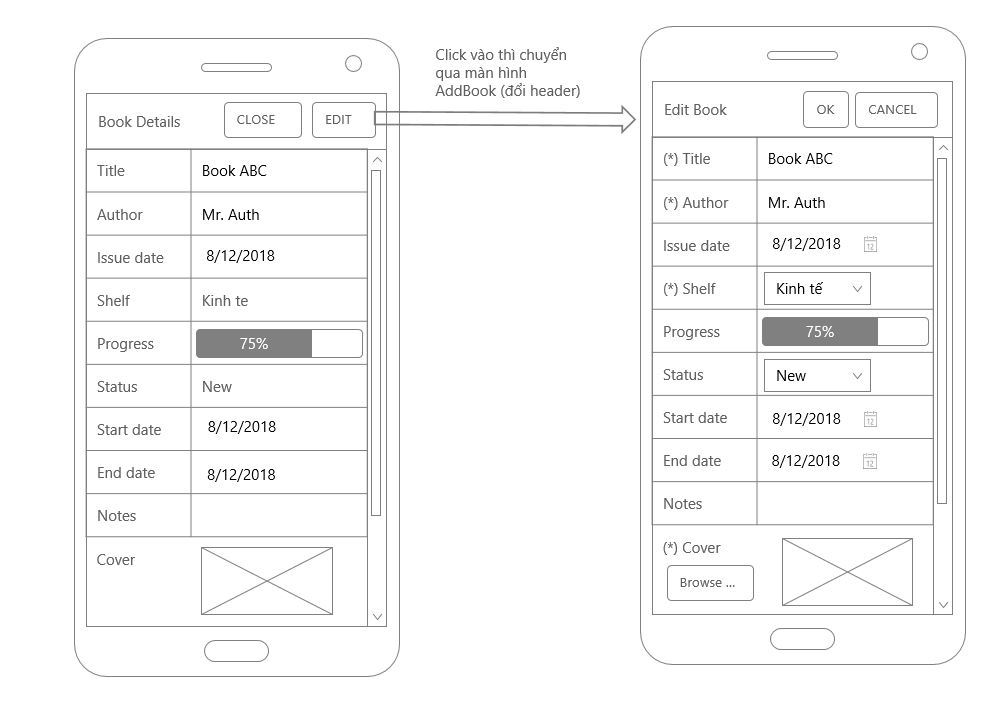 Click vào thì chuyển
qua màn hình
AddBook (đổi header)
Book Details
CLOSE
EDIT
Title
Book ABC
Author
Mr. Auth
Issue date
8/12/2018
Shelf
Kinh te
Progress
75%
Status
New
Start date
8/12/2018
End date
8/12/2018
Notes
Cover
Edit Book
OK
CANCEL
(*) Title
Book ABC
(*) Author
Mr. Auth
Issue date
8/12/2018
12
(*) Shelf
Kinh tế
Progress
75%
Status
New
Start date
8/12/2018
12
End date
8/12/2018
12
Notes
(*) Cover
Browse ...